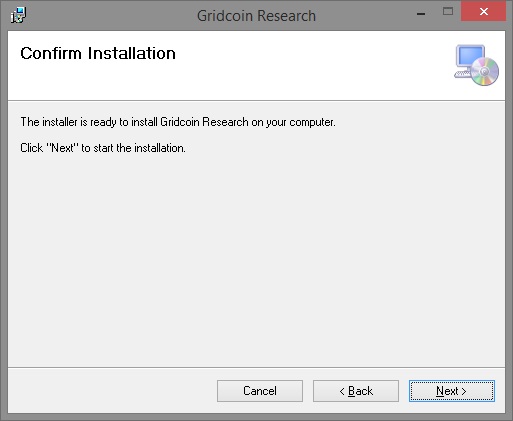 Gridcoin Research
Confirm Installation
The installer is ready to install Gridcoin Research on your computer.
Click "Next" to start the installation.
Cancel
< Back
Next >